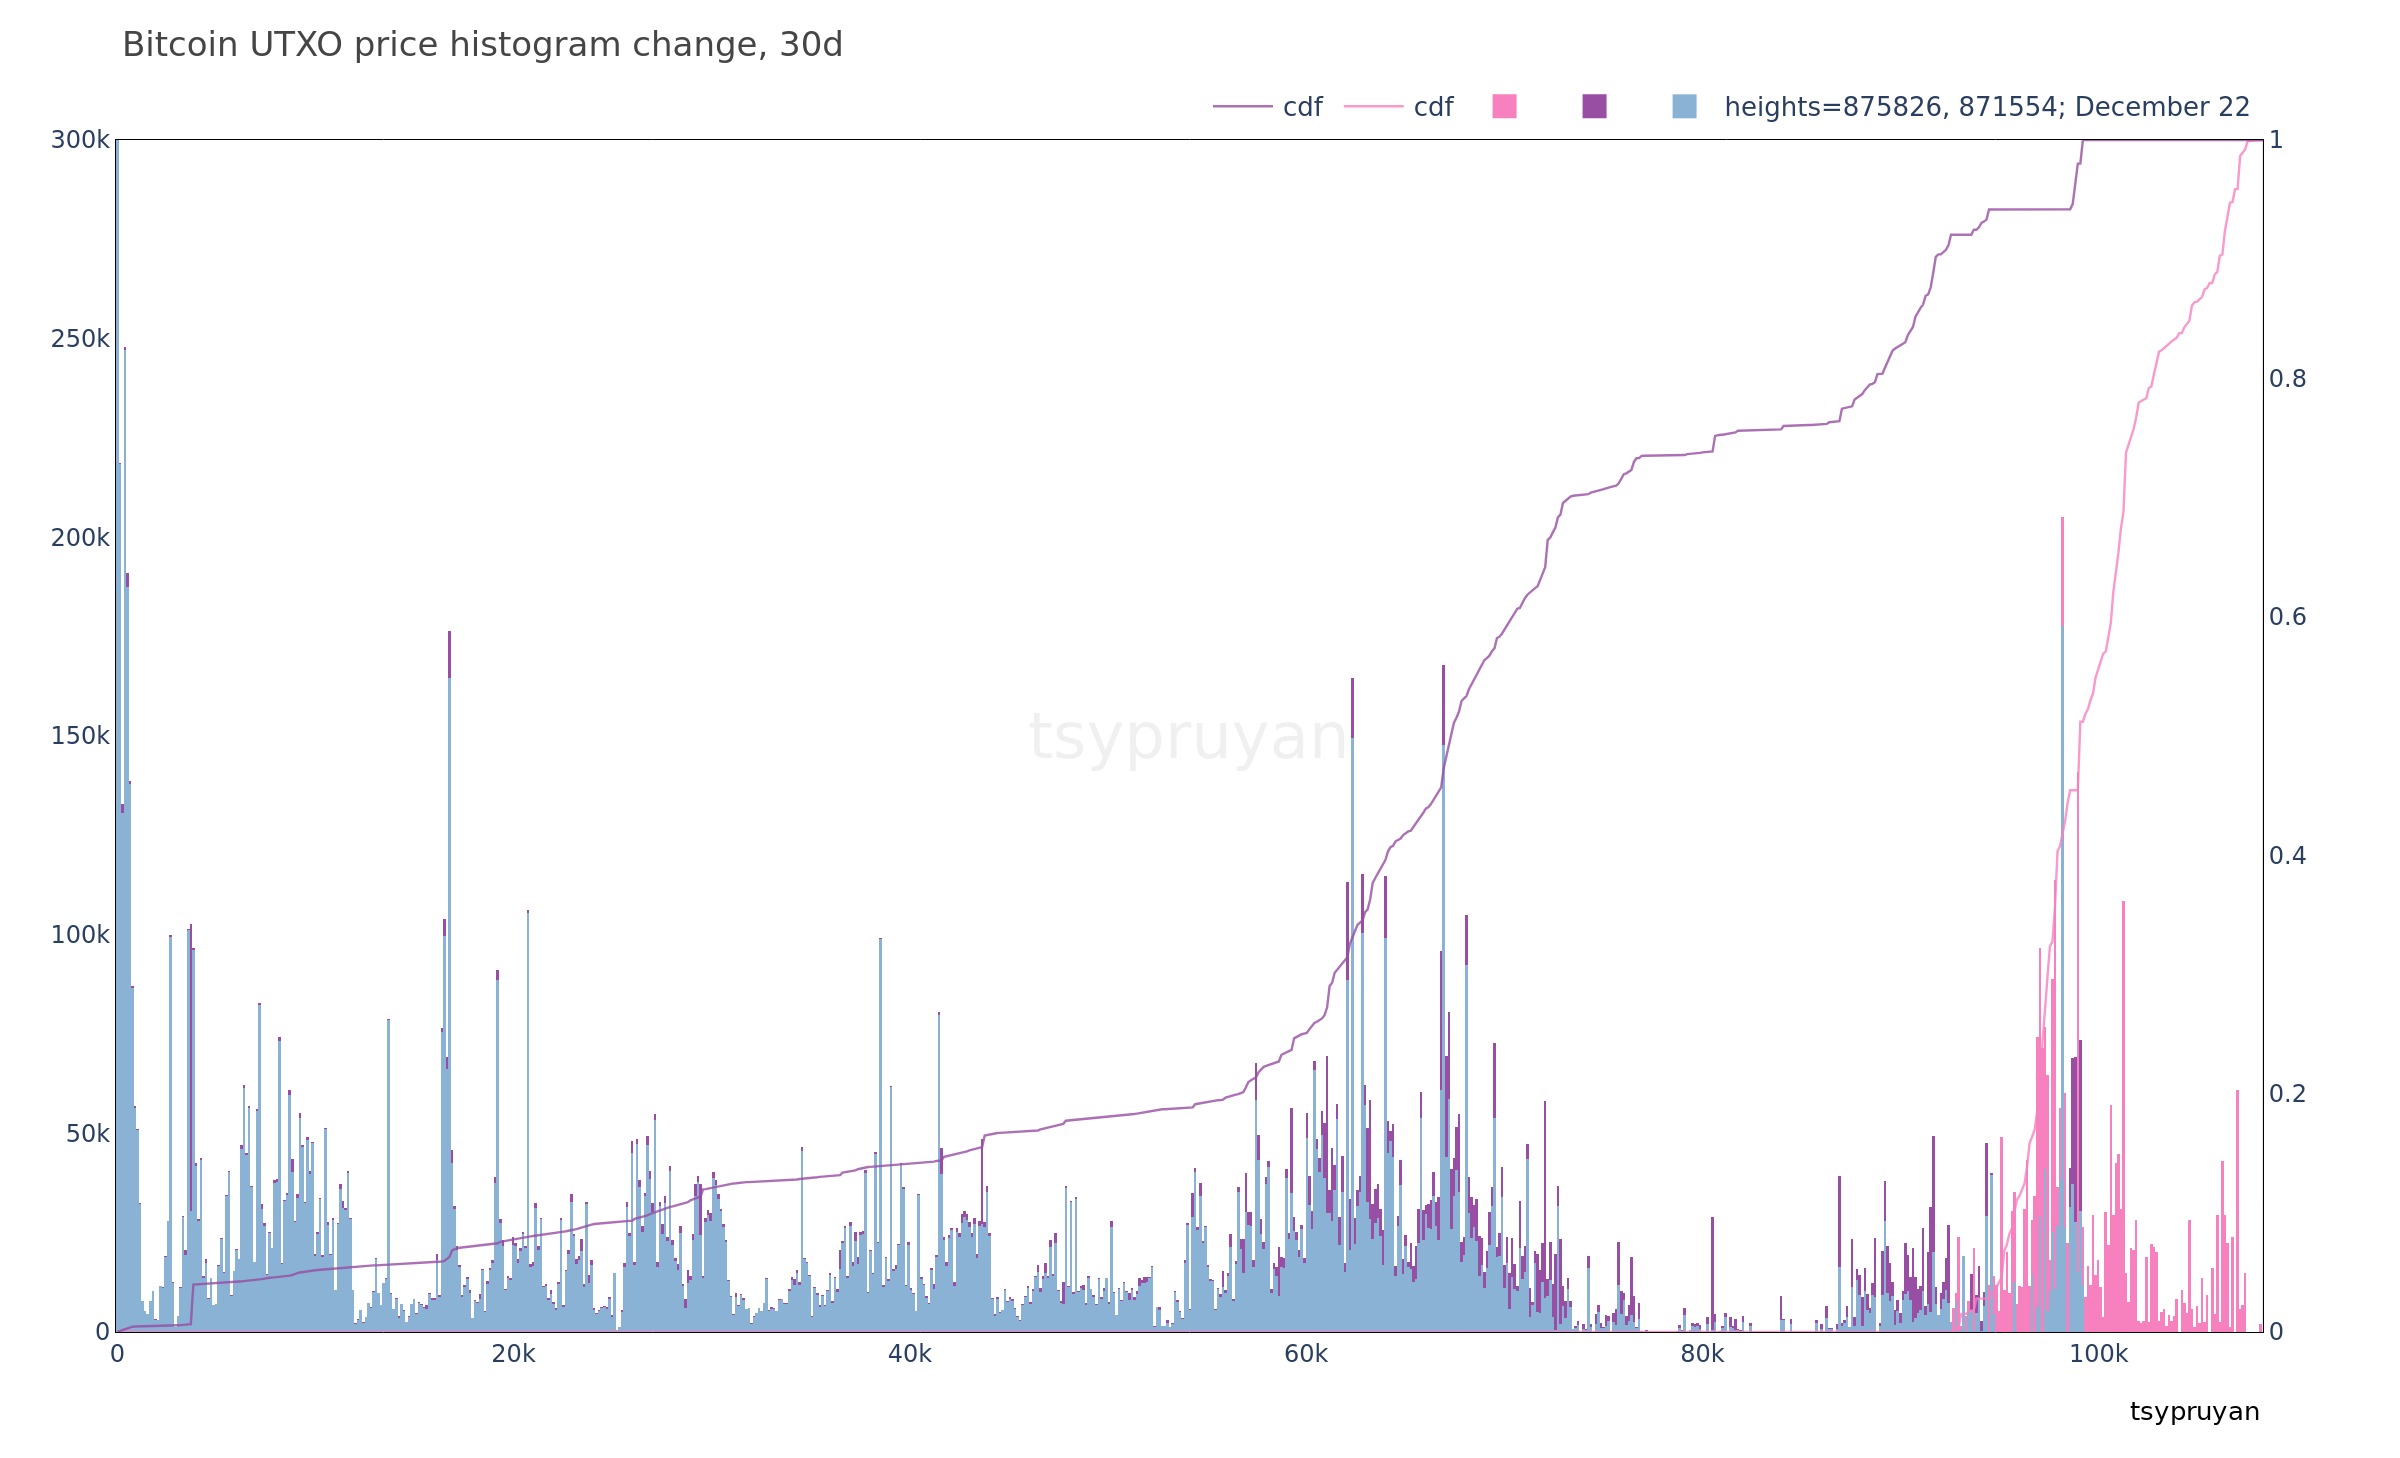 Bitcoin UTXO price histogram change, 30d
cdf cdf heights=875826, 871554; December 22
300k 1
250k
0.8
200k
0.6
tsypruyan
150k
0.4
100k
0.2
50k
0 0
0 20k 40k 60k 80k 100k
tsypruyan